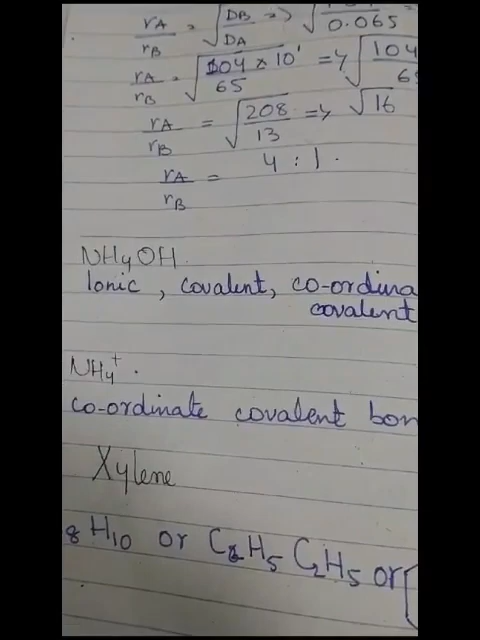 rA/rB = √DB/DA => √ /0.065 =
rA/rB = √104 x 10¹/65 => √104/6
rA/rB = √208/13 => √16
rA/rB = 4 : 1.
NH4OH.
Ionic, covalent, co-ordina
covalent
NH4+.
co-ordinate covalent bon
Xylene
8H10 or C6H5 C2H5 or